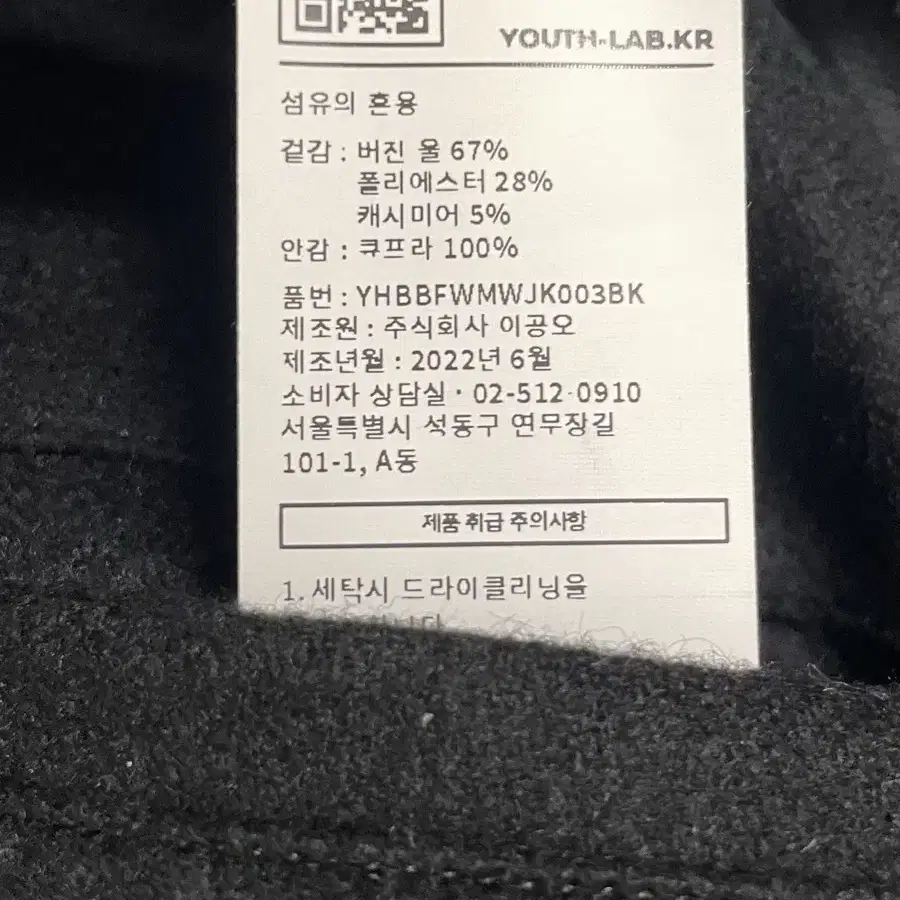 YOUTH-LAB.KR
섬유의 혼용
겉감 : 버진 울 67%
폴리에스터 28%
캐시미어 5%
안감 : 큐프라 100%
품번 : YHBBFWMWJK003BK
제조원 : 주식회사 이공오
제조년월 : 2022년 6월
소비자 상담실 · 02-512-0910
서울특별시 성동구 연무장길
101-1, A동
제품 취급 주의사항
1. 세탁시 드라이클리닝을